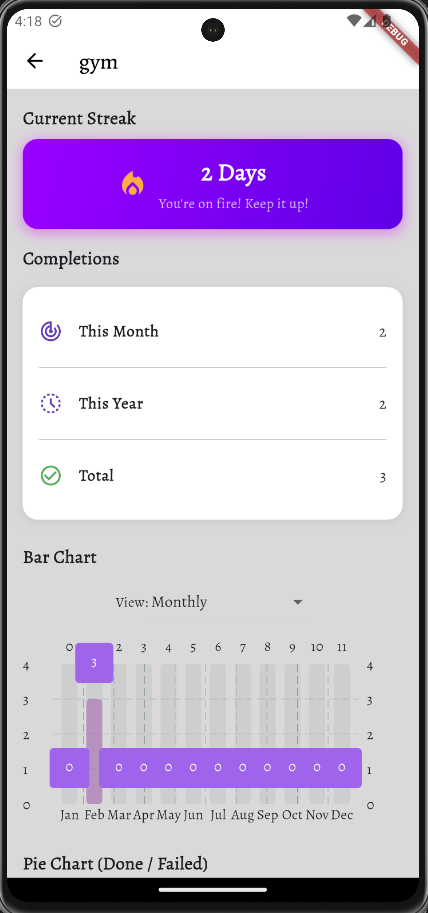 4:18
DEBUG
gym
Current Streak
2 Days
You're on fire! Keep it up!
Completions
This Month 2
This Year 2
Total 3
Bar Chart
View: Monthly
0 2 3 4 5 6 7 8 9 10 11
3
4 4
3 3
2 2
1 0 0 0 0 0 0 0 0 0 0 0 1
0 0
Jan Feb Mar Apr May Jun Jul Aug Sep Oct Nov Dec
Pie Chart (Done / Failed)